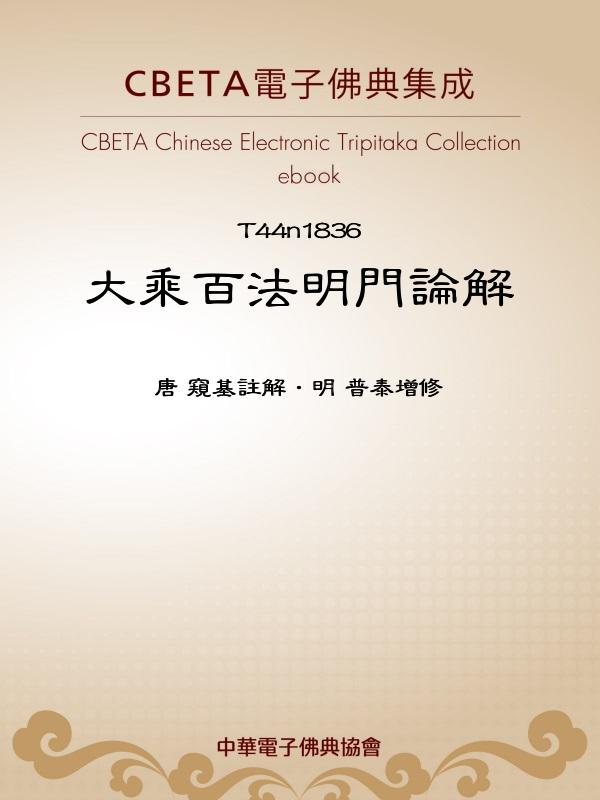 CBETA電子佛典集成
CBETA Chinese Electronic Tripitaka Collection
ebook
T44n1836
大乘百法明門論解
唐 窺基註解．明 普泰增修
中華電子佛典協會